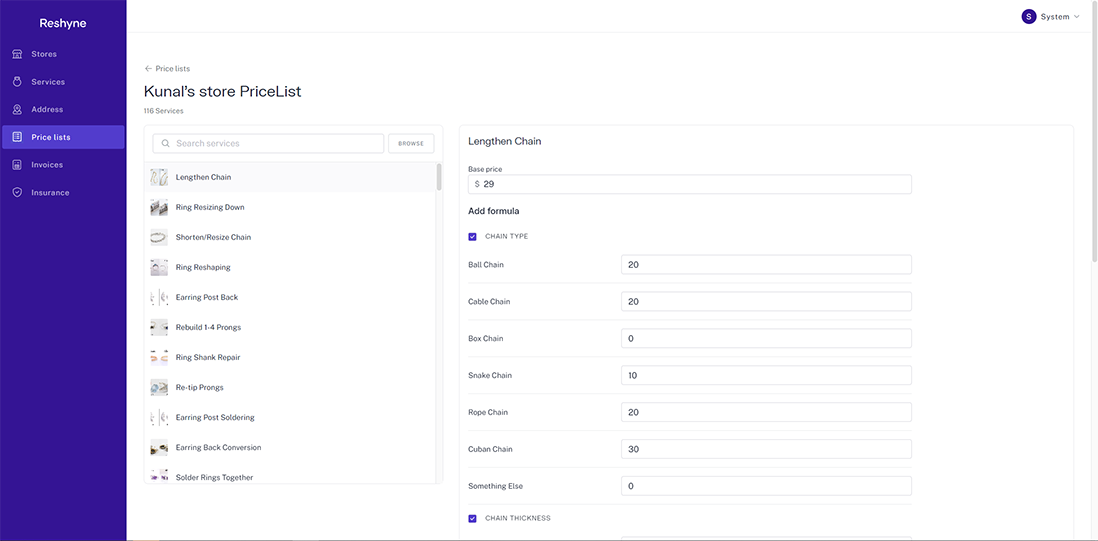 Reshyne
S System
Stores
Services
Address
Price lists
Invoices
Insurance
← Price lists
Kunal's store PriceList
116 Services
Search services
BROWSE
Lengthen Chain
Ring Resizing Down
Shorten/Resize Chain
Ring Reshaping
Earring Post Back
Rebuild 1-4 Prongs
Ring Shank Repair
Re-tip Prongs
Earring Post Soldering
Earring Back Conversion
Solder Rings Together
Lengthen Chain
Base price
$ 29
Add formula
CHAIN TYPE
Ball Chain 20
Cable Chain 20
Box Chain 0
Snake Chain 10
Rope Chain 20
Cuban Chain 30
Something Else 0
CHAIN THICKNESS